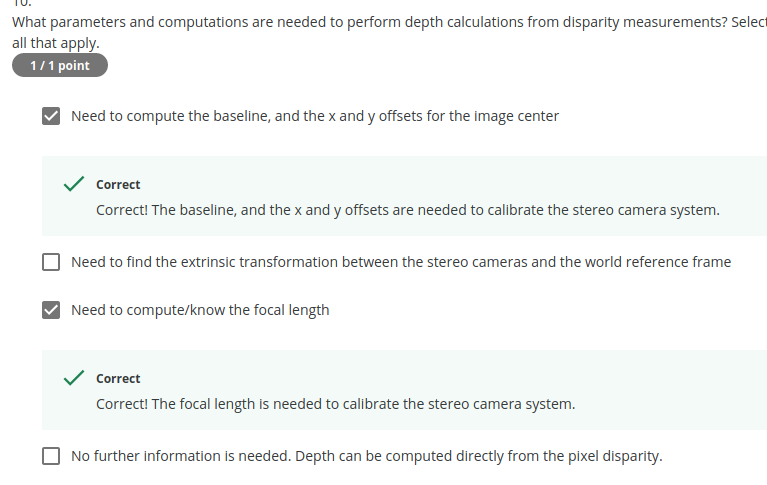 10.
What parameters and computations are needed to perform depth calculations from disparity measurements? Select
all that apply.
1 / 1 point
Need to compute the baseline, and the x and y offsets for the image center
Correct
Correct! The baseline, and the x and y offsets are needed to calibrate the stereo camera system.
Need to find the extrinsic transformation between the stereo cameras and the world reference frame
Need to compute/know the focal length
Correct
Correct! The focal length is needed to calibrate the stereo camera system.
No further information is needed. Depth can be computed directly from the pixel disparity.